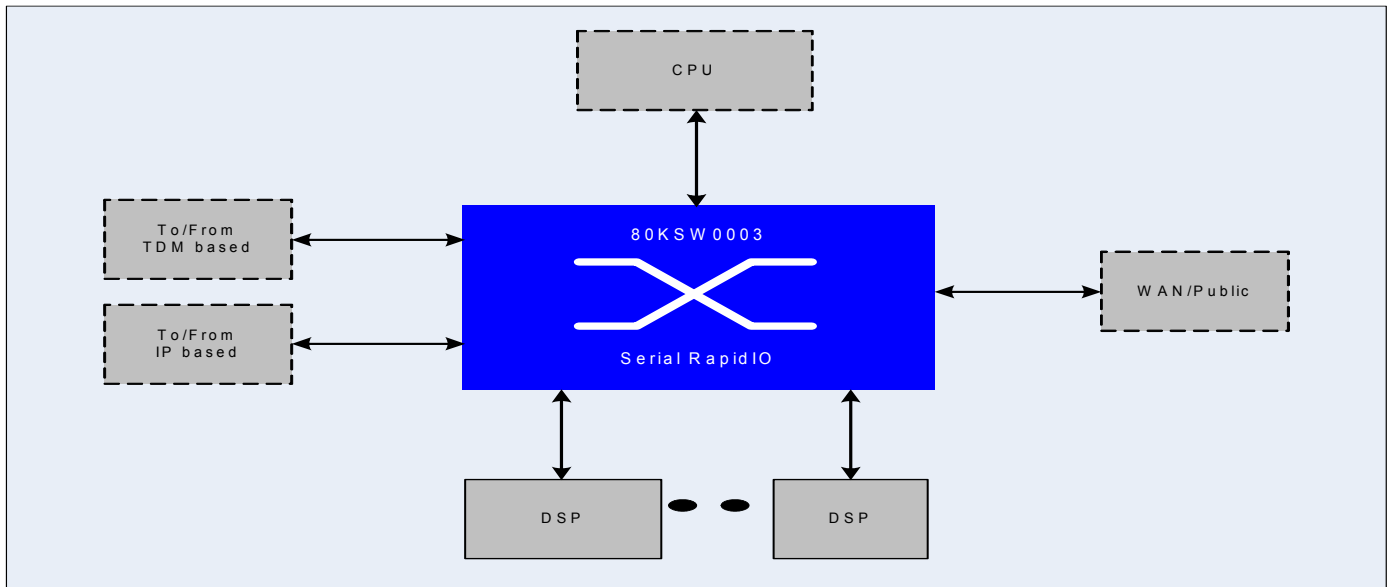 CPU
To/From
TDM based
80KSW0003
WAN/Public
To/From
IP based
Serial RapidIO
DSP
DSP